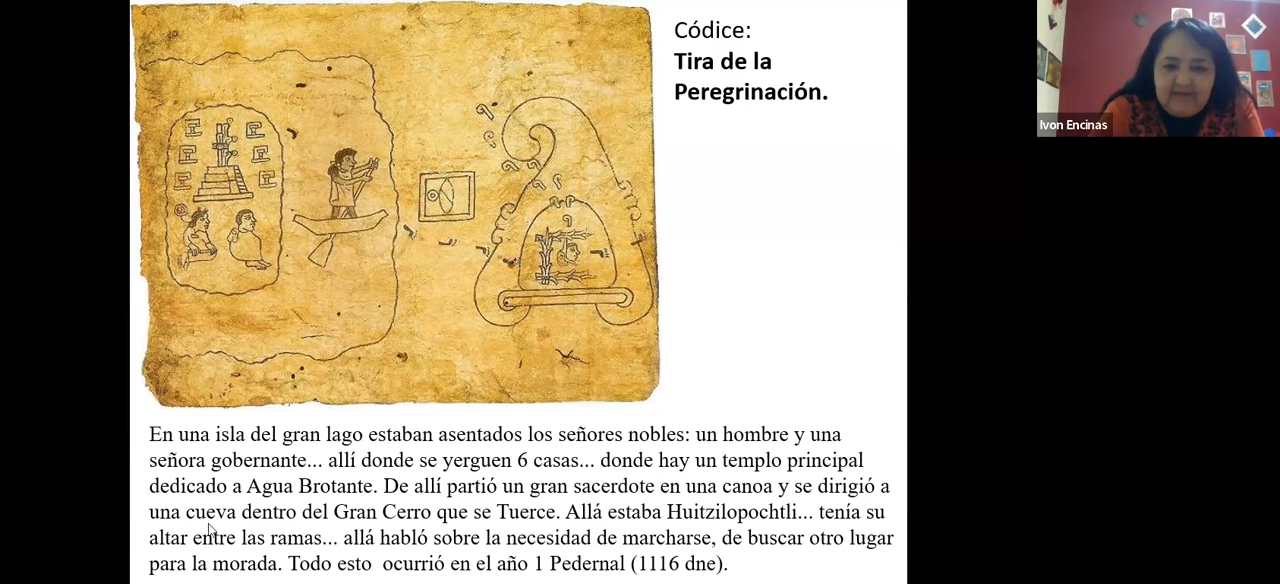 Códice:
Tira de la
Peregrinación.
Ivon Encinas
En una isla del gran lago estaban asentados los señores nobles: un hombre y una
señora gobernante... allí donde se yerguen 6 casas... donde hay un templo principal
dedicado a Agua Brotante. De allí partió un gran sacerdote en una canoa y se dirigió a
una cueva dentro del Gran Cerro que se Tuerce. Allá estaba Huitzilopochtli... tenía su
altar entre las ramas... allá habló sobre la necesidad de marcharse, de buscar otro lugar
para la morada. Todo esto  ocurrió en el año 1 Pedernal (1116 dne).